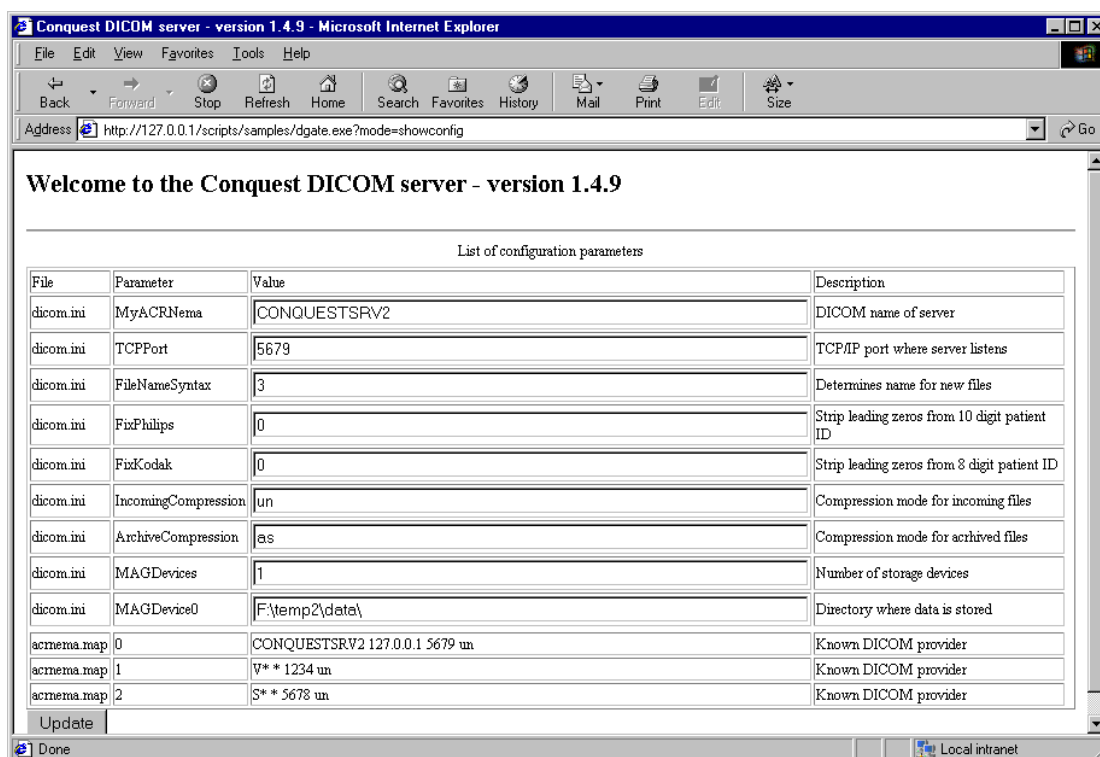 Conquest DICOM server - version 1.4.9 - Microsoft Internet Explorer
File Edit View Favorites Tools Help
Back Forward Stop Refresh Home Search Favorites History Mail Print Edit Size
Address http://127.0.0.1/scripts/samples/dgate.exe?mode=showconfig Go
Welcome to the Conquest DICOM server - version 1.4.9
List of configuration parameters
File Parameter Value Description
dicom.ini MyACRNema CONQUESTSRV2 DICOM name of server
dicom.ini TCPPort 5679 TCP/IP port where server listens
dicom.ini FileNameSyntax 3 Determines name for new files
dicom.ini FixPhilips 0 Strip leading zeros from 10 digit patient
ID
dicom.ini FixKodak 0 Strip leading zeros from 8 digit patient ID
dicom.ini IncomingCompression un Compression mode for incoming files
dicom.ini ArchiveCompression as Compression mode for acrhived files
dicom.ini MAGDevices 1 Number of storage devices
dicom.ini MAGDevice0 F:\temp2\data\ Directory where data is stored
acrnema.map 0 CONQUESTSRV2 127.0.0.1 5679 un Known DICOM provider
acrnema.map 1 V* * 1234 un Known DICOM provider
acrnema.map 2 S* * 5678 un Known DICOM provider
Update
Done Local intranet